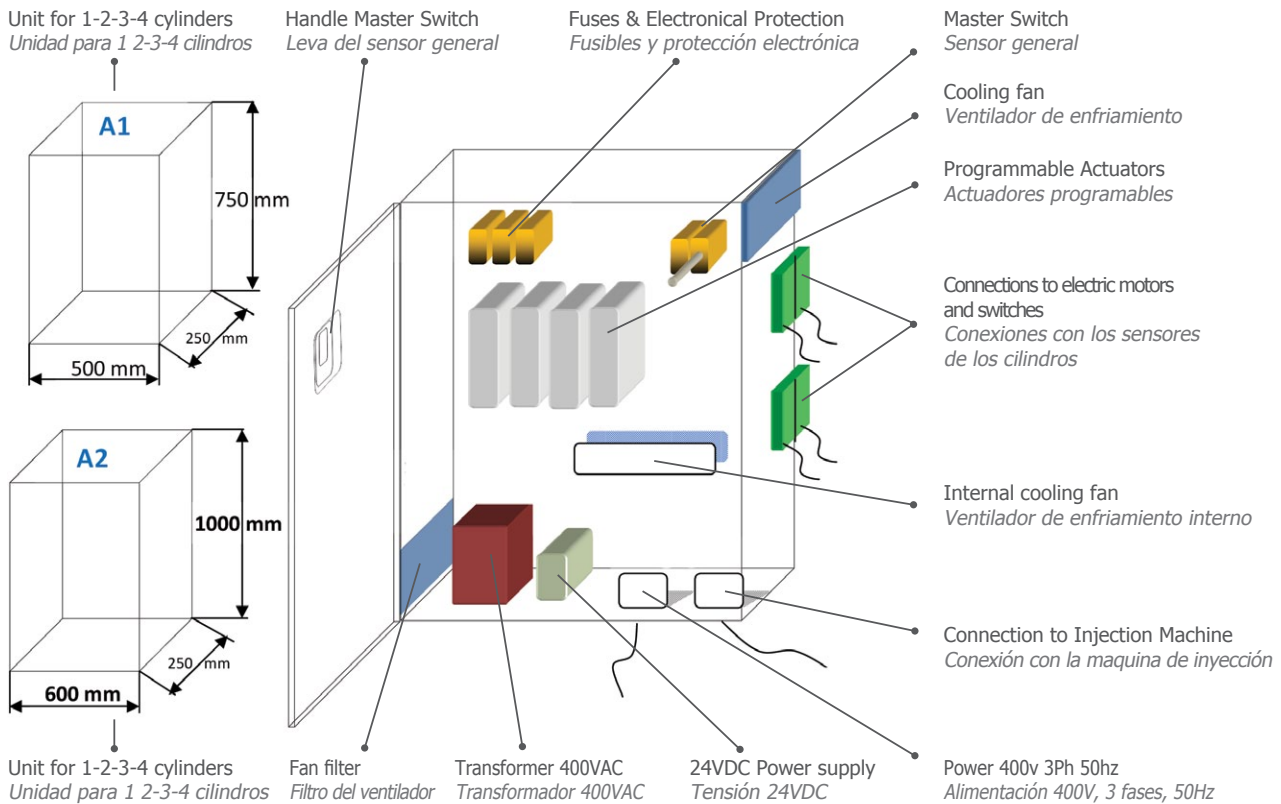 Unit for 1-2-3-4 cylinders
Unidad para 1 2-3-4 cilindros
Handle Master Switch
Leva del sensor general
Fuses & Electronical Protection
Fusibles y protección electrónica
Master Switch
Sensor general
Cooling fan
Ventilador de enfriamiento
Programmable Actuators
Actuadores programables
Connections to electric motors
and switches
Conexiones con los sensores
de los cilindros
Internal cooling fan
Ventilador de enfriamiento interno
Connection to Injection Machine
Conexión con la maquina de inyección
A1
750 mm
250 mm
500 mm
A2
1000 mm
250 mm
600 mm
Unit for 1-2-3-4 cylinders
Unidad para 1 2-3-4 cilindros
Fan filter
Filtro del ventilador
Transformer 400VAC
Transformador 400VAC
24VDC Power supply
Tensión 24VDC
Power 400v 3Ph 50hz
Alimentación 400V, 3 fases, 50Hz